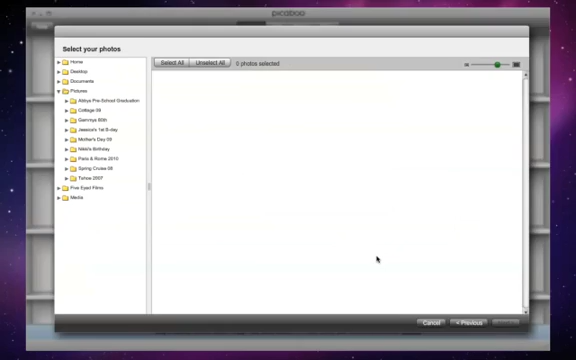 picaboo
Select your photos
Select All Unselect All 0 photos selected
Home
Desktop
Documents
Pictures
Abbys Pre-School Graduation
Cottage 08
Grammys 80th
Jessica's 1st B-day
Mother's Day 09
Nikki's Birthday
Paris & Rome 2010
Spring Cruise 08
Tahoe 2007
Five Eyed Films
Media
Cancel < Previous